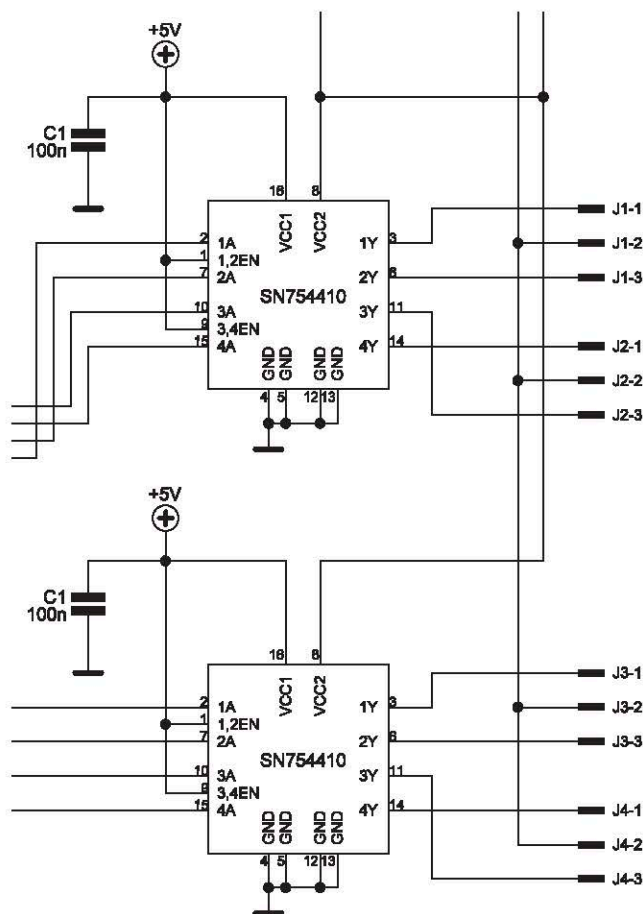 +5V
C1
100n
16
8
VCC1
VCC2
2
1A
1Y
3
J1-1
1
1,2EN
J1-2
7
2A
2Y
6
J1-3
SN754410
10
3A
3Y
11
9
3,4EN
15
4A
4Y
14
J2-1
GND
GND
GND
GND
J2-2
4
5
12
13
J2-3
+5V
C1
100n
16
8
VCC1
VCC2
J3-1
2
1A
1Y
3
J3-2
1
1,2EN
7
2A
2Y
6
J3-3
SN754410
10
3A
3Y
11
9
3,4EN
15
4A
4Y
14
J4-1
GND
GND
GND
GND
J4-2
4
5
12
13
J4-3